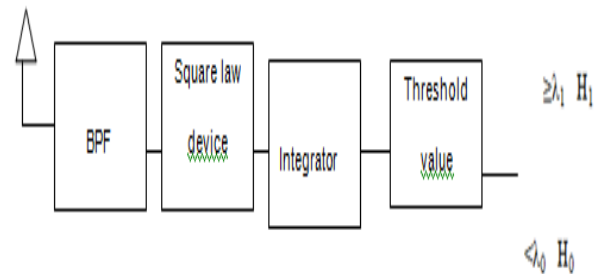 BPF
Square law
device
Integrator
Threshold
value
≥λ₁ H₁
<λ₀ H₀